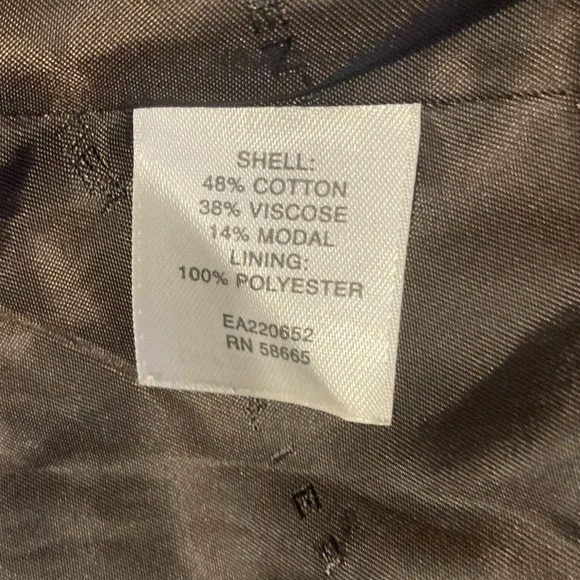 SHELL:
48% COTTON
38% VISCOSE
14% MODAL
LINING:
100% POLYESTER
EA220652
RN 58665